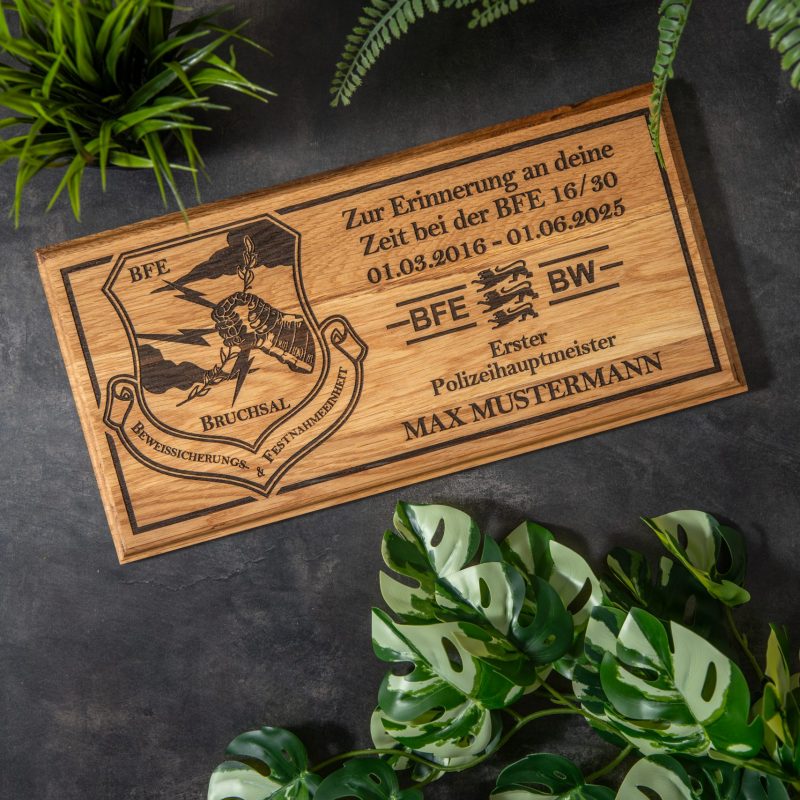 BFE
BRUCHSAL
BEWEISSICHERUNGS- & FESTNAHMEEINHEIT
Zur Erinnerung an deine
Zeit bei der BFE 16/30
01.03.2016 - 01.06.2025
BFE BW
Erster
Polizeihauptmeister
MAX MUSTERMANN